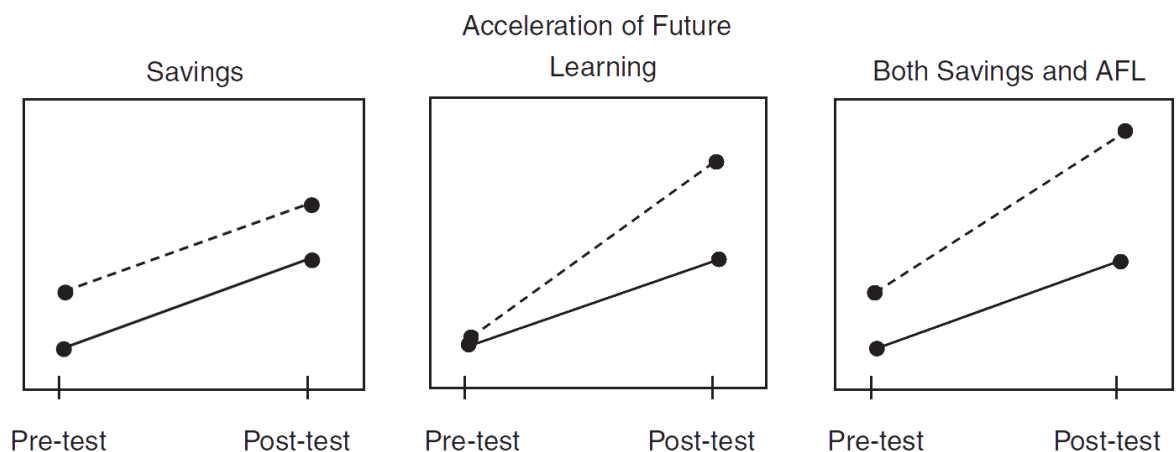 Savings
Acceleration of Future
Learning
Both Savings and AFL
Pre-test Post-test
Pre-test Post-test
Pre-test Post-test